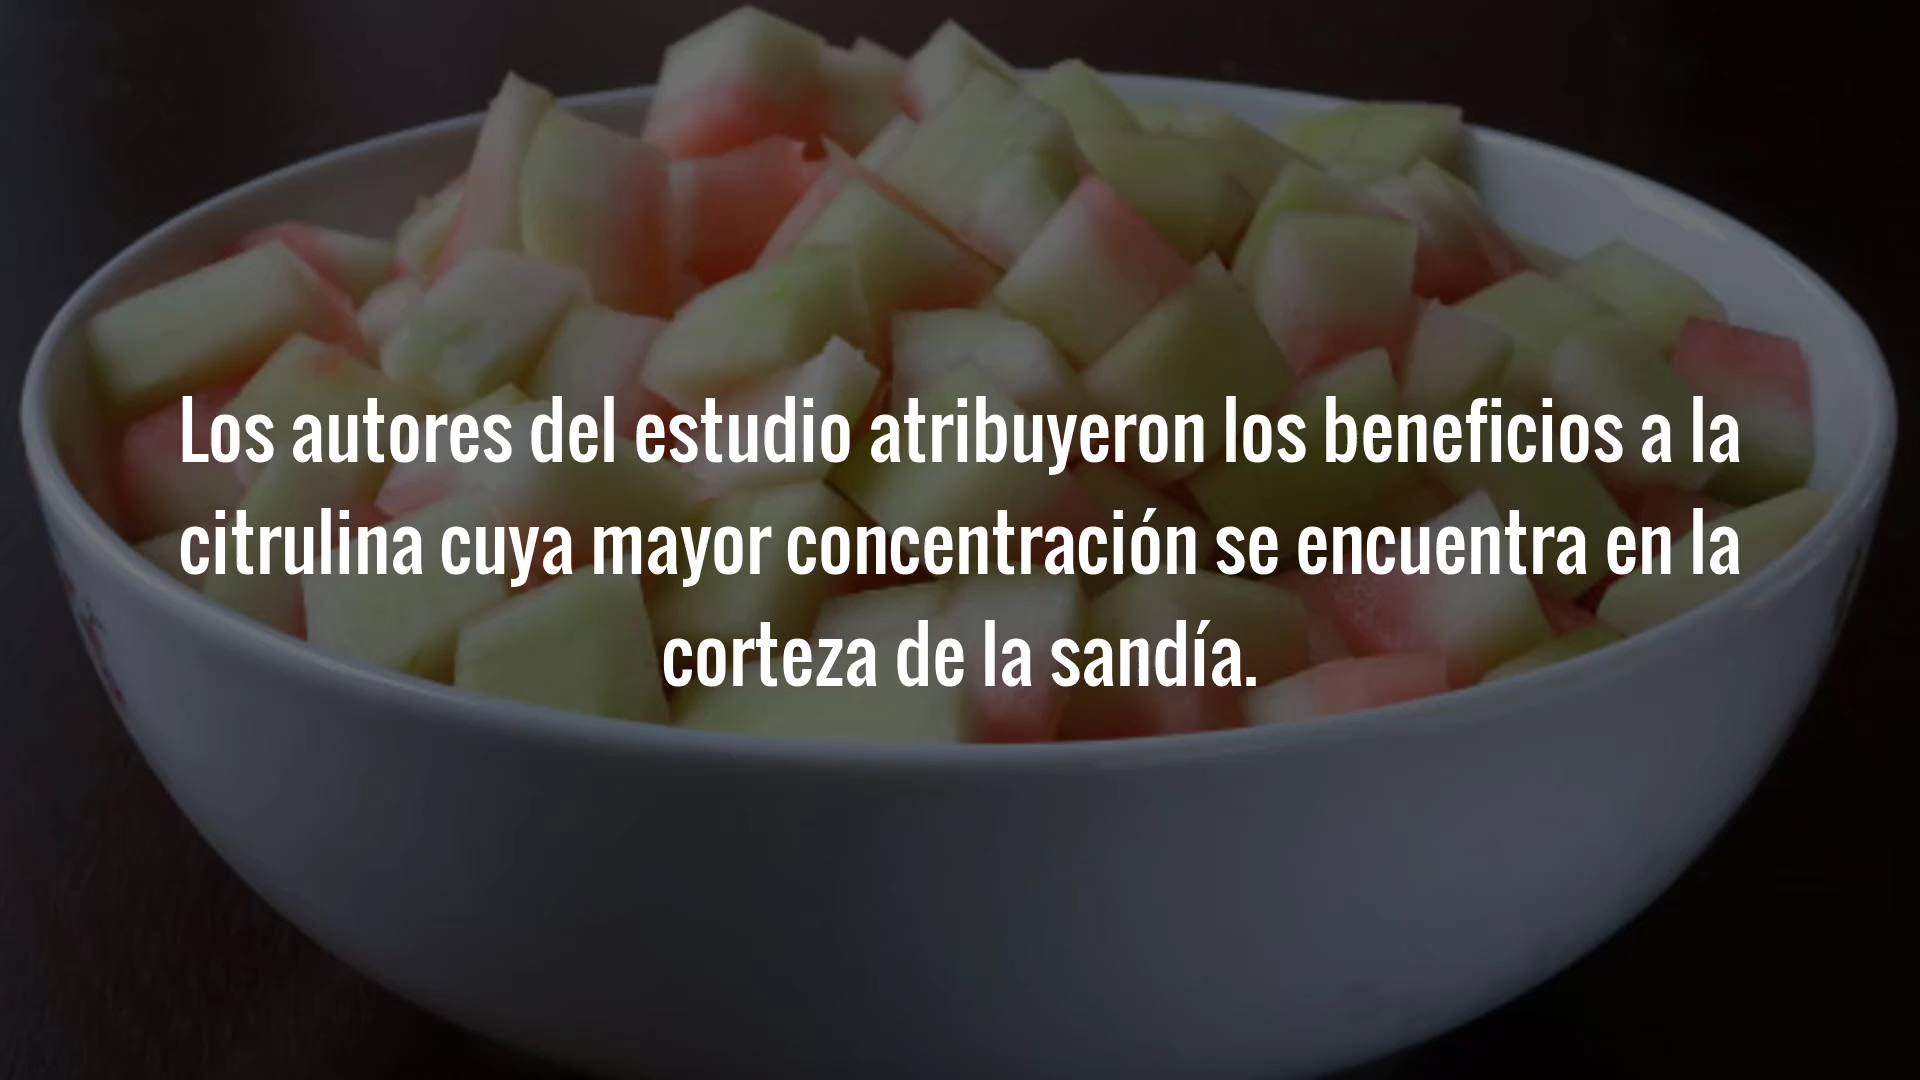 Los autores del estudio atribuyeron los beneficios a la
citrulina cuya mayor concentración se encuentra en la
corteza de la sandía.